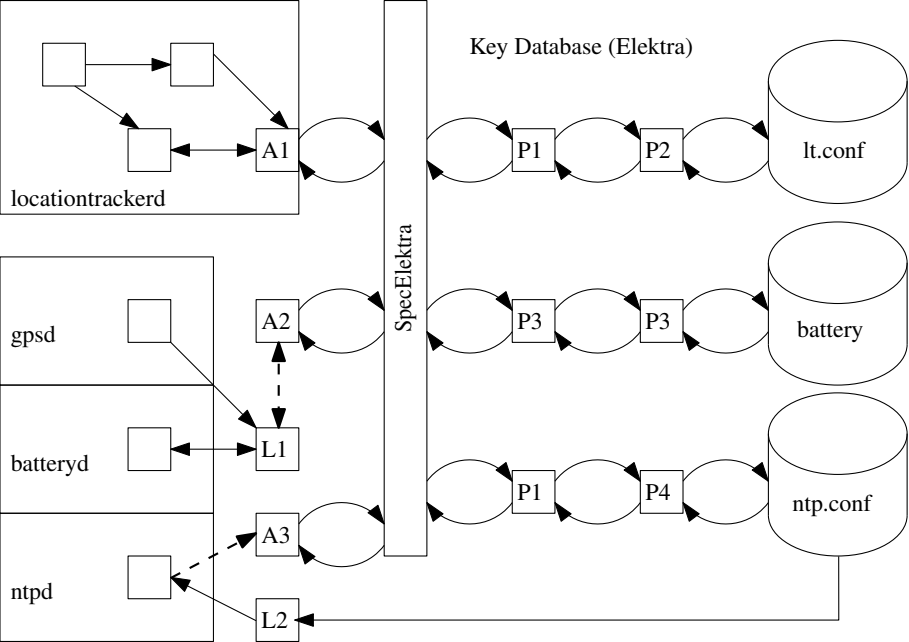 Key Database (Elektra)
A1
P1
P2
lt.conf
locationtrackerd
SpecElektra
gpsd
A2
P3
P3
battery
batteryd
L1
P1
P4
ntp.conf
A3
ntpd
L2